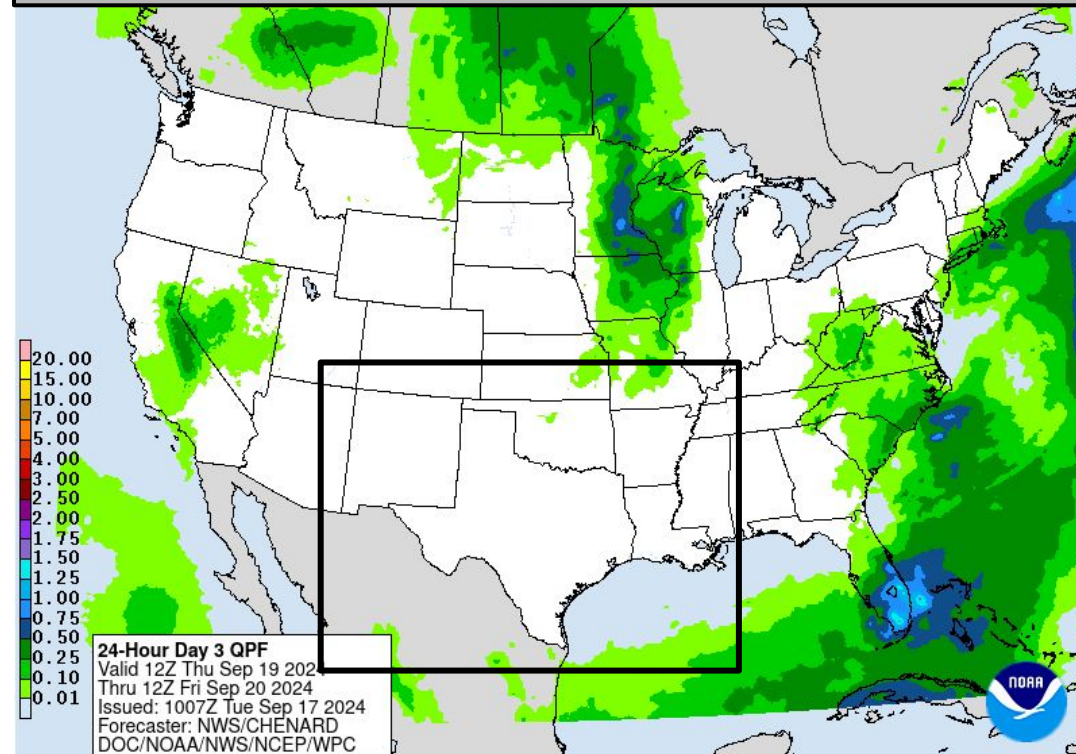 20.00
15.00
10.00
7.00
5.00
4.00
3.00
2.50
2.00
1.75
1.50
1.25
1.00
0.75
0.50
0.25
0.10
0.01
24-Hour Day 3 QPF
Valid 12Z Thu Sep 19 2024
Thru 12Z Fri Sep 20 2024
Issued: 1007Z Tue Sep 17 2024
Forecaster: NWS/CHENARD
DOC/NOAA/NWS/NCEP/WPC
NOAA